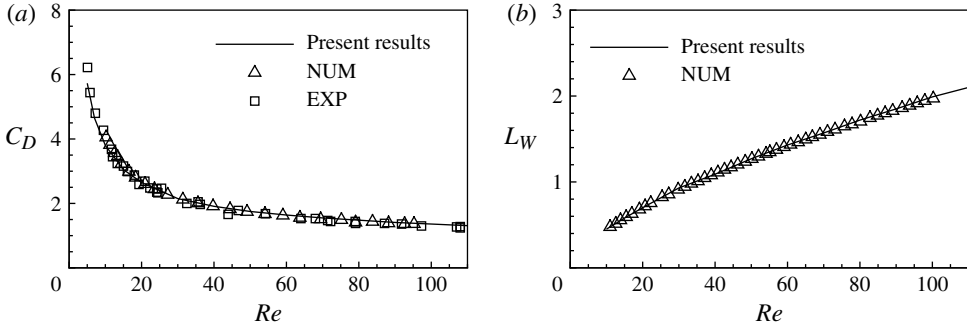 (a)
8
6
4
2
0
C_D
Present results
NUM
EXP
20 40 60 80 100
Re
(b)
3
2
1
0
L_W
Present results
NUM
20 40 60 80 100
Re